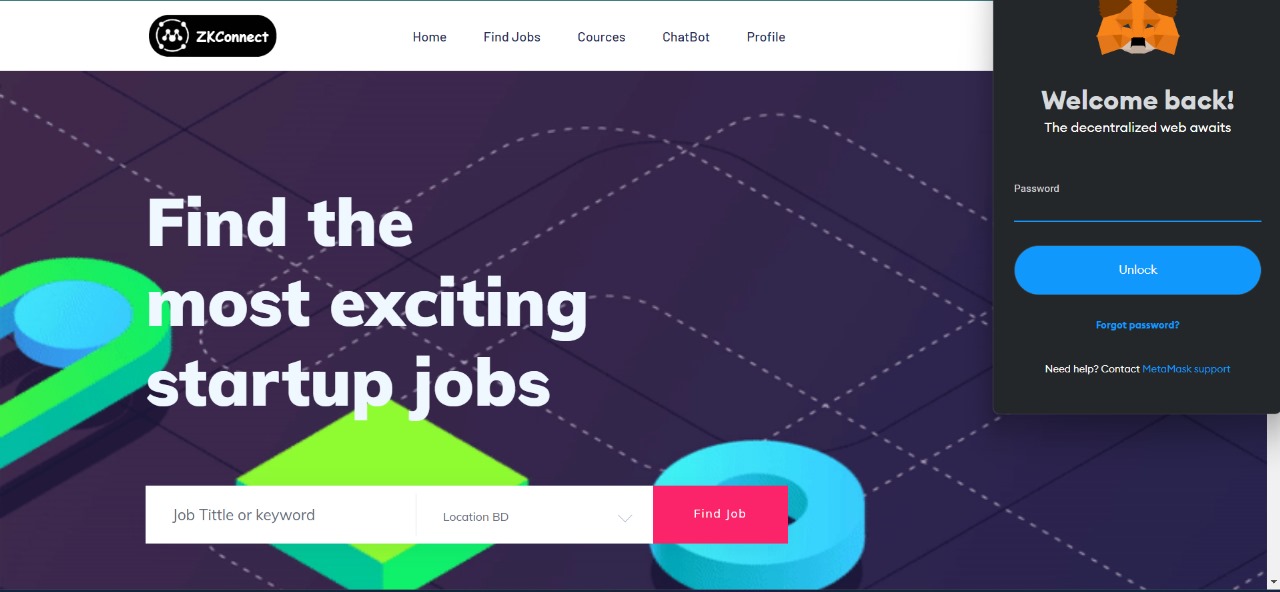 ZKConnect
Home Find Jobs Cources ChatBot Profile
Find the
most exciting
startup jobs
Job Tittle or keyword
Location BD
Find Job
Welcome back!
The decentralized web awaits
Password
Unlock
Forgot password?
Need help? Contact MetaMask support